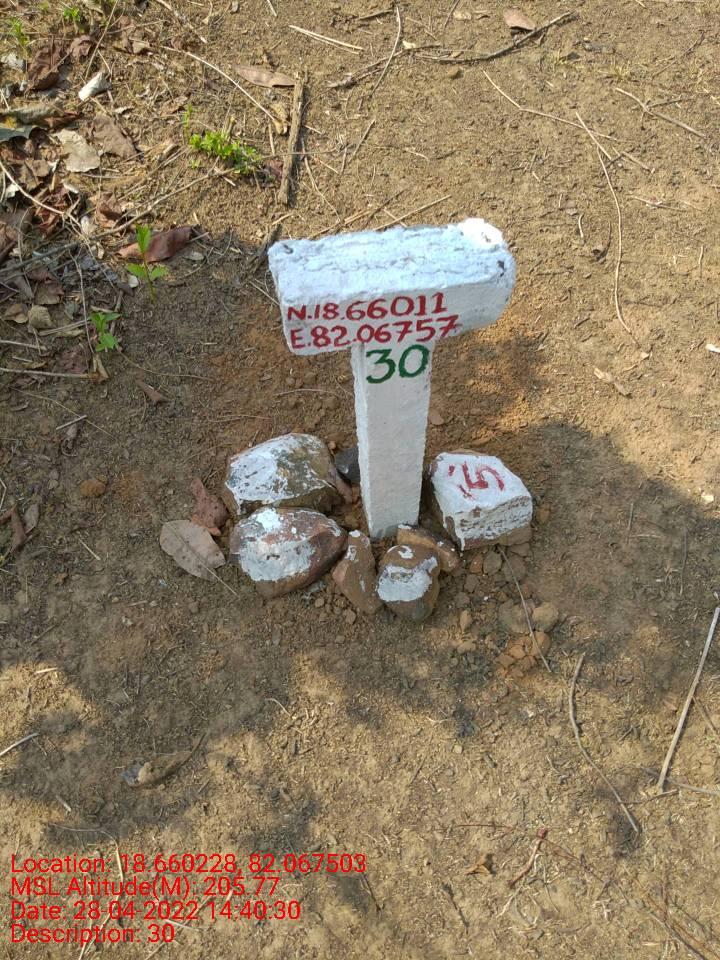 N.18.66011
E.82.06757
30
Location: 18.660228, 82.067503
MSL Altitude(M): 205.77
Date: 28-04-2022 14:40:30
Description: 30